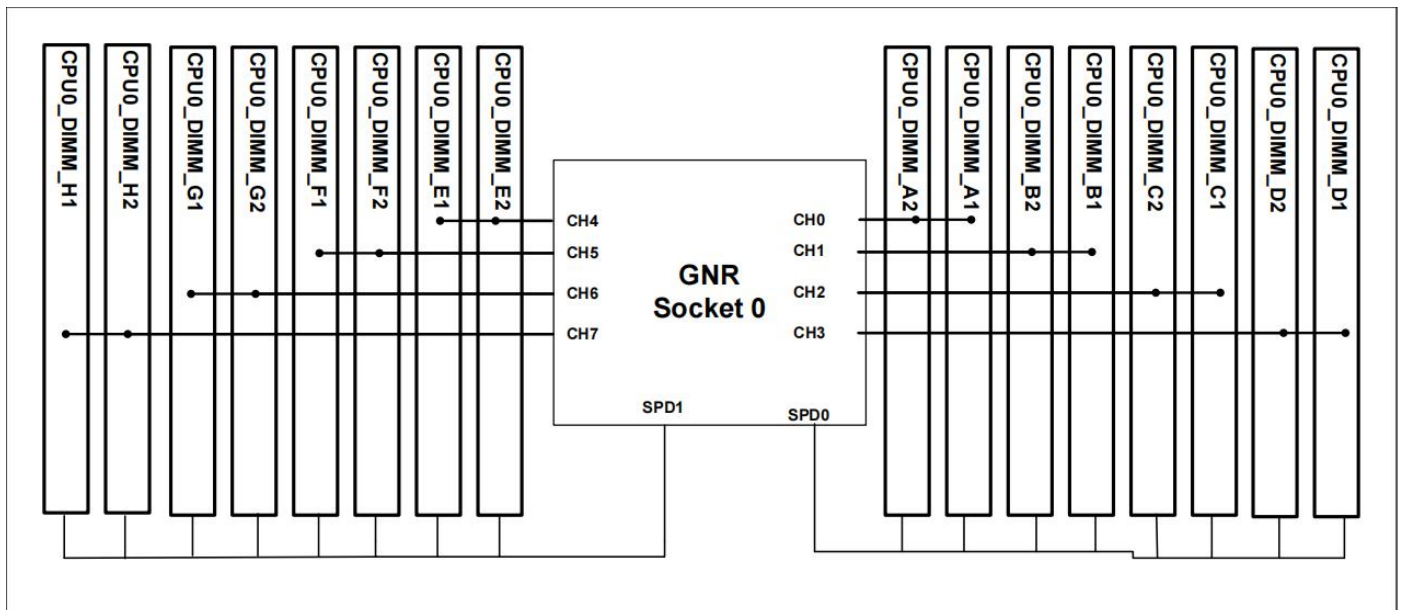 CPU0_DIMM_H1
CPU0_DIMM_H2
CPU0_DIMM_G1
CPU0_DIMM_G2
CPU0_DIMM_F1
CPU0_DIMM_F2
CPU0_DIMM_E1
CPU0_DIMM_E2
CH4
CH5
CH6
CH7
SPD1
GNR
Socket 0
CH0
CH1
CH2
CH3
SPD0
CPU0_DIMM_A2
CPU0_DIMM_A1
CPU0_DIMM_B2
CPU0_DIMM_B1
CPU0_DIMM_C2
CPU0_DIMM_C1
CPU0_DIMM_D2
CPU0_DIMM_D1